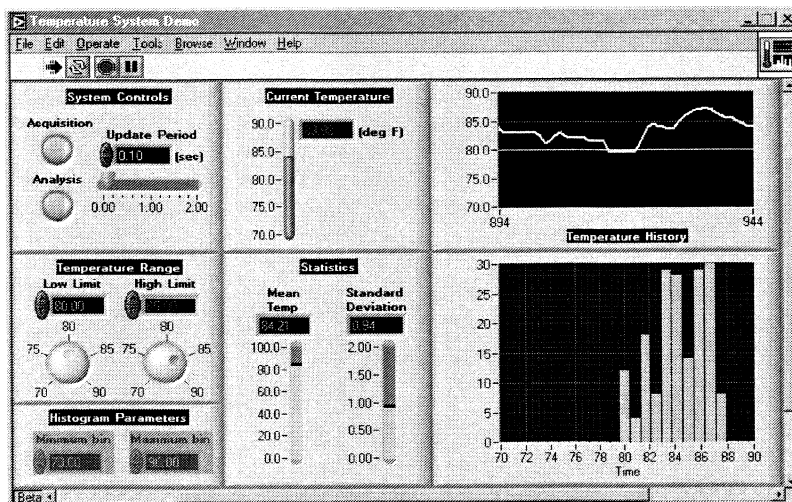 Temperature System Demo
File Edit Operate Tools Browse Window Help
System Controls
Acquisition
Update Period
0.10 (sec)
Analysis
0.00 1.00 2.00
Current Temperature
90.0
(deg F)
85.0
80.0
75.0
70.0
90.0
85.0
80.0
75.0
70.0
894 944
Temperature History
Temperature Range
Low Limit High Limit
80.00
80 80
75 85 75 85
70 90 70 90
Histogram Parameters
Minimum bin Maximum bin
70.00 90.00
Statistics
Mean Temp
Standard Deviation
84.21 0.94
100.0 2.00
80.0
60.0
40.0
20.0
0.0
1.50
1.00
0.50
0.00
30
25
20
15
10
5
0
70 72 74 76 78 80 82 84 86 88 90
Time
Beta